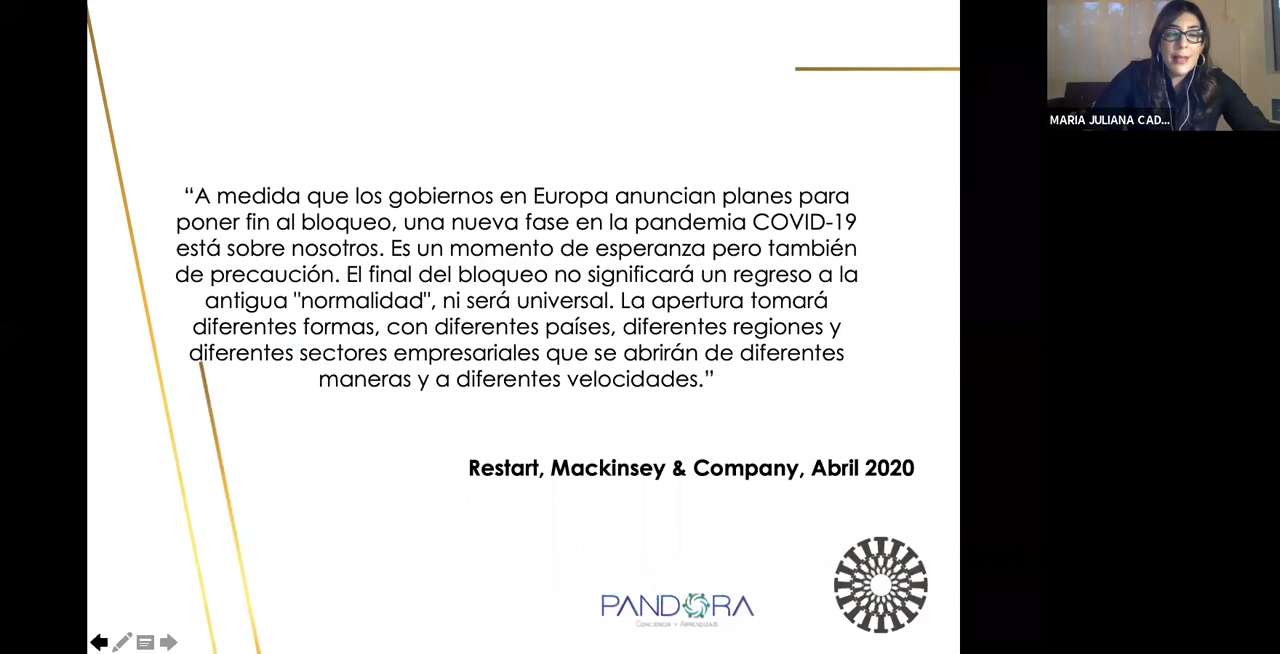 MARIA JULIANA CAD...
“A medida que los gobiernos en Europa anuncian planes para
poner fin al bloqueo, una nueva fase en la pandemia COVID-19
está sobre nosotros. Es un momento de esperanza pero también
de precaución. El final del bloqueo no significará un regreso a la
antigua "normalidad", ni será universal. La apertura tomará
diferentes formas, con diferentes países, diferentes regiones y
diferentes sectores empresariales que se abrirán de diferentes
maneras y a diferentes velocidades.”
Restart, Mackinsey & Company, Abril 2020
PANDORA
Conciencia y Aprendizaje